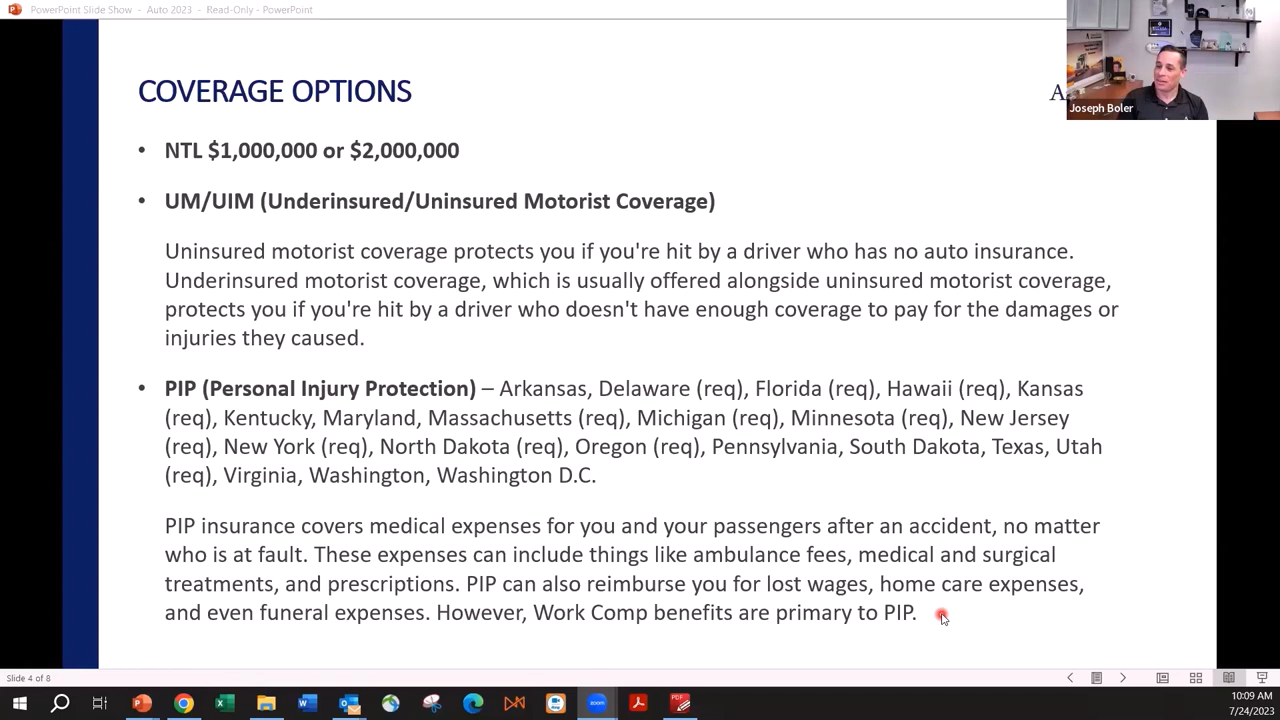 PowerPoint Slide Show - Auto 2023 - Read-Only - PowerPoint
COVERAGE OPTIONS
A
Joseph Boler
• NTL $1,000,000 or $2,000,000
• UM/UIM (Underinsured/Uninsured Motorist Coverage)
Uninsured motorist coverage protects you if you're hit by a driver who has no auto insurance.
Underinsured motorist coverage, which is usually offered alongside uninsured motorist coverage,
protects you if you're hit by a driver who doesn't have enough coverage to pay for the damages or
injuries they caused.
• PIP (Personal Injury Protection) – Arkansas, Delaware (req), Florida (req), Hawaii (req), Kansas
(req), Kentucky, Maryland, Massachusetts (req), Michigan (req), Minnesota (req), New Jersey
(req), New York (req), North Dakota (req), Oregon (req), Pennsylvania, South Dakota, Texas, Utah
(req), Virginia, Washington, Washington D.C.
PIP insurance covers medical expenses for you and your passengers after an accident, no matter
who is at fault. These expenses can include things like ambulance fees, medical and surgical
treatments, and prescriptions. PIP can also reimburse you for lost wages, home care expenses,
and even funeral expenses. However, Work Comp benefits are primary to PIP.
Slide 4 of 8
zoom
PDF
10:09 AM
7/24/2023